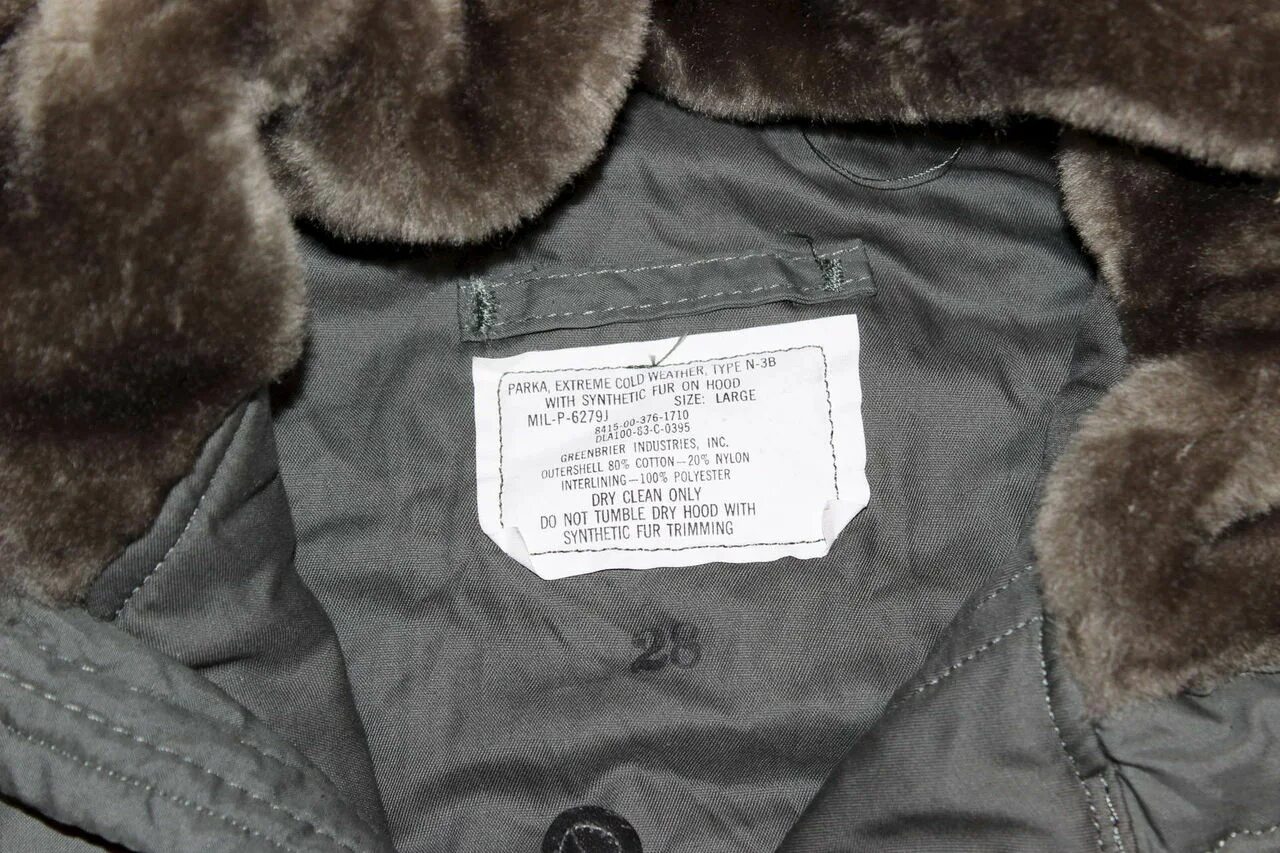 PARKA, EXTREME COLD WEATHER, TYPE N-3B
WITH SYNTHETIC FUR ON HOOD
MIL-P-6279J SIZE: LARGE
8415-00-376-1710
DLA100-83-C-0395
GREENBRIER INDUSTRIES, INC.
OUTERSHELL 80% COTTON—20% NYLON
INTERLINING—100% POLYESTER
DRY CLEAN ONLY
DO NOT TUMBLE DRY HOOD WITH
SYNTHETIC FUR TRIMMING
28